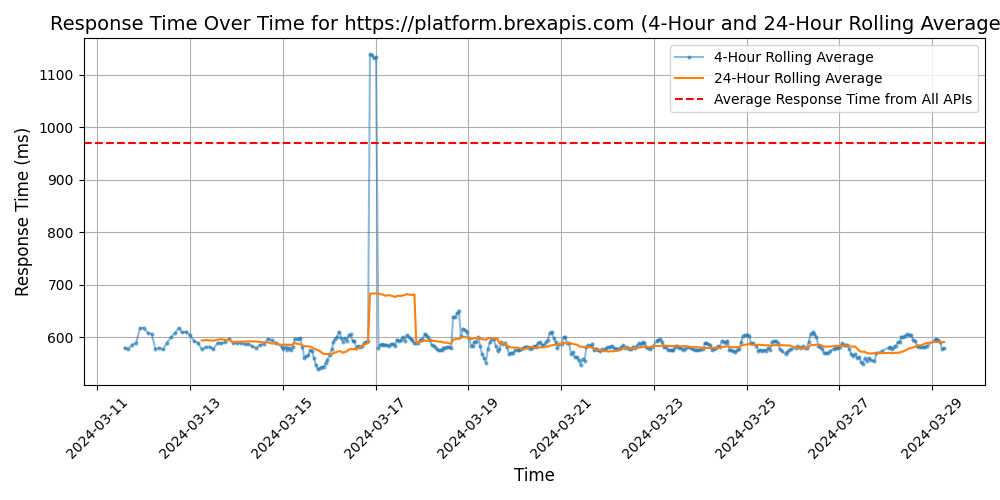 Response Time Over Time for https://platform.brexapis.com (4-Hour and 24-Hour Rolling Average
4-Hour Rolling Average
24-Hour Rolling Average
Average Response Time from All APIs
Response Time (ms)
1100
1000
900
800
700
600
2024-03-11
2024-03-13
2024-03-15
2024-03-17
2024-03-19
2024-03-21
2024-03-23
2024-03-25
2024-03-27
2024-03-29
Time